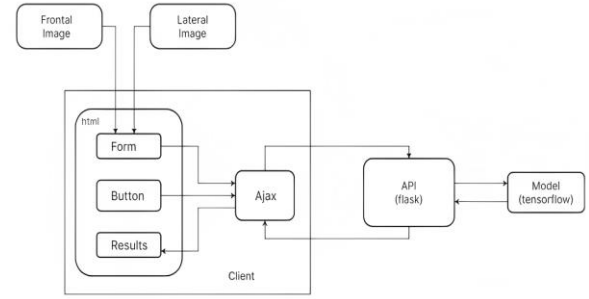 Frontal
Image
Lateral
Image
html
Form
Button
Results
Ajax
Client
API
(flask)
Model
(tensorflow)